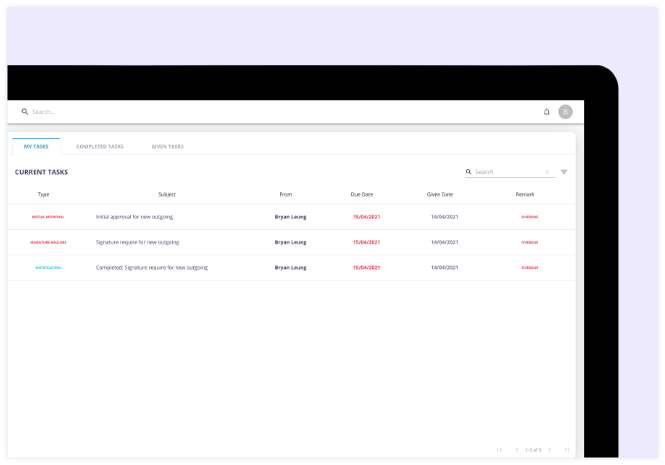 Search...
B
MY TASKS COMPLETED TASKS GIVEN TASKS
CURRENT TASKS
Search
Type Subject From Due Date Given Date Remark
INITIAL APPROVAL Initial approval for new outgoing Bryan Leung 15/04/2021 14/04/2021 OVERDUE
SIGNATURE REQUIRE Signature require for new outgoing Bryan Leung 15/04/2021 14/04/2021 OVERDUE
NOTIFICATION Completed: Signature require for new outgoing Bryan Leung 15/04/2021 14/04/2021 OVERDUE
1-3 of 3